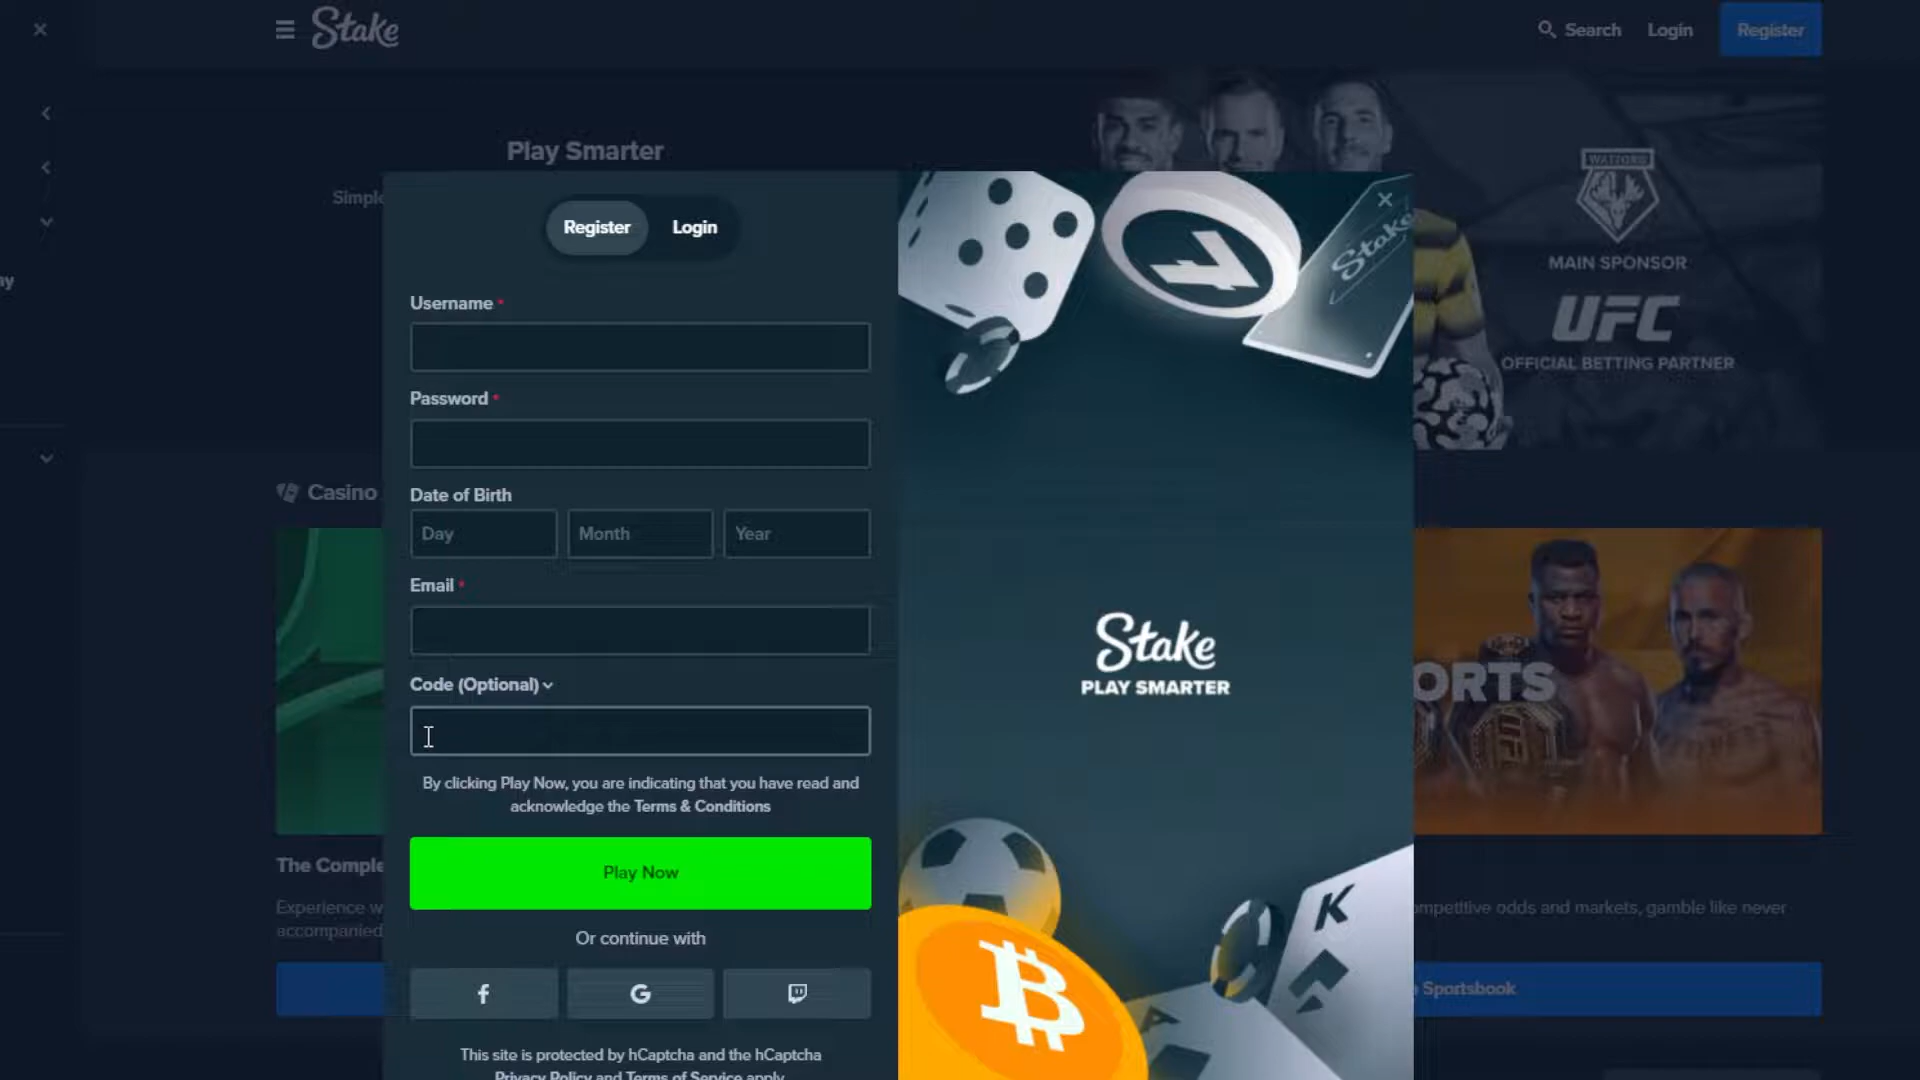 Stake
Search
Login
Register
Play Smarter
WATFORD
MAIN SPONSOR
UFC
OFFICIAL BETTING PARTNER
Register
Login
Stake
Username *
Password *
Date of Birth
Day
Month
Year
Email *
Code (Optional)
By clicking Play Now, you are indicating that you have read and
acknowledge the Terms & Conditions
Play Now
Or continue with
This site is protected by hCaptcha and the hCaptcha
Privacy Policy and Terms of Service apply.
Stake
PLAY SMARTER
K
A
Casino
Experience
accompanied
odds and markets, gamble like never
Sportsbook